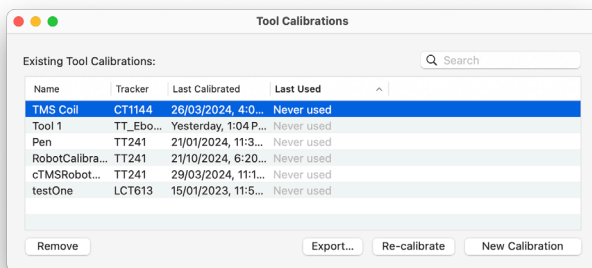 Tool Calibrations
Existing Tool Calibrations:
Search
Name Tracker Last Calibrated Last Used
TMS Coil CT1144 26/03/2024, 4:0... Never used
Tool 1 TT_Ebo... Yesterday, 1:04 P... Never used
Pen TT241 21/01/2024, 11:3... Never used
RobotCalibra... TT241 21/10/2024, 6:20... Never used
cTMSRobot... TT241 29/03/2024, 11:1... Never used
testOne LCT613 15/01/2023, 11:5... Never used
Remove Export... Re-calibrate New Calibration